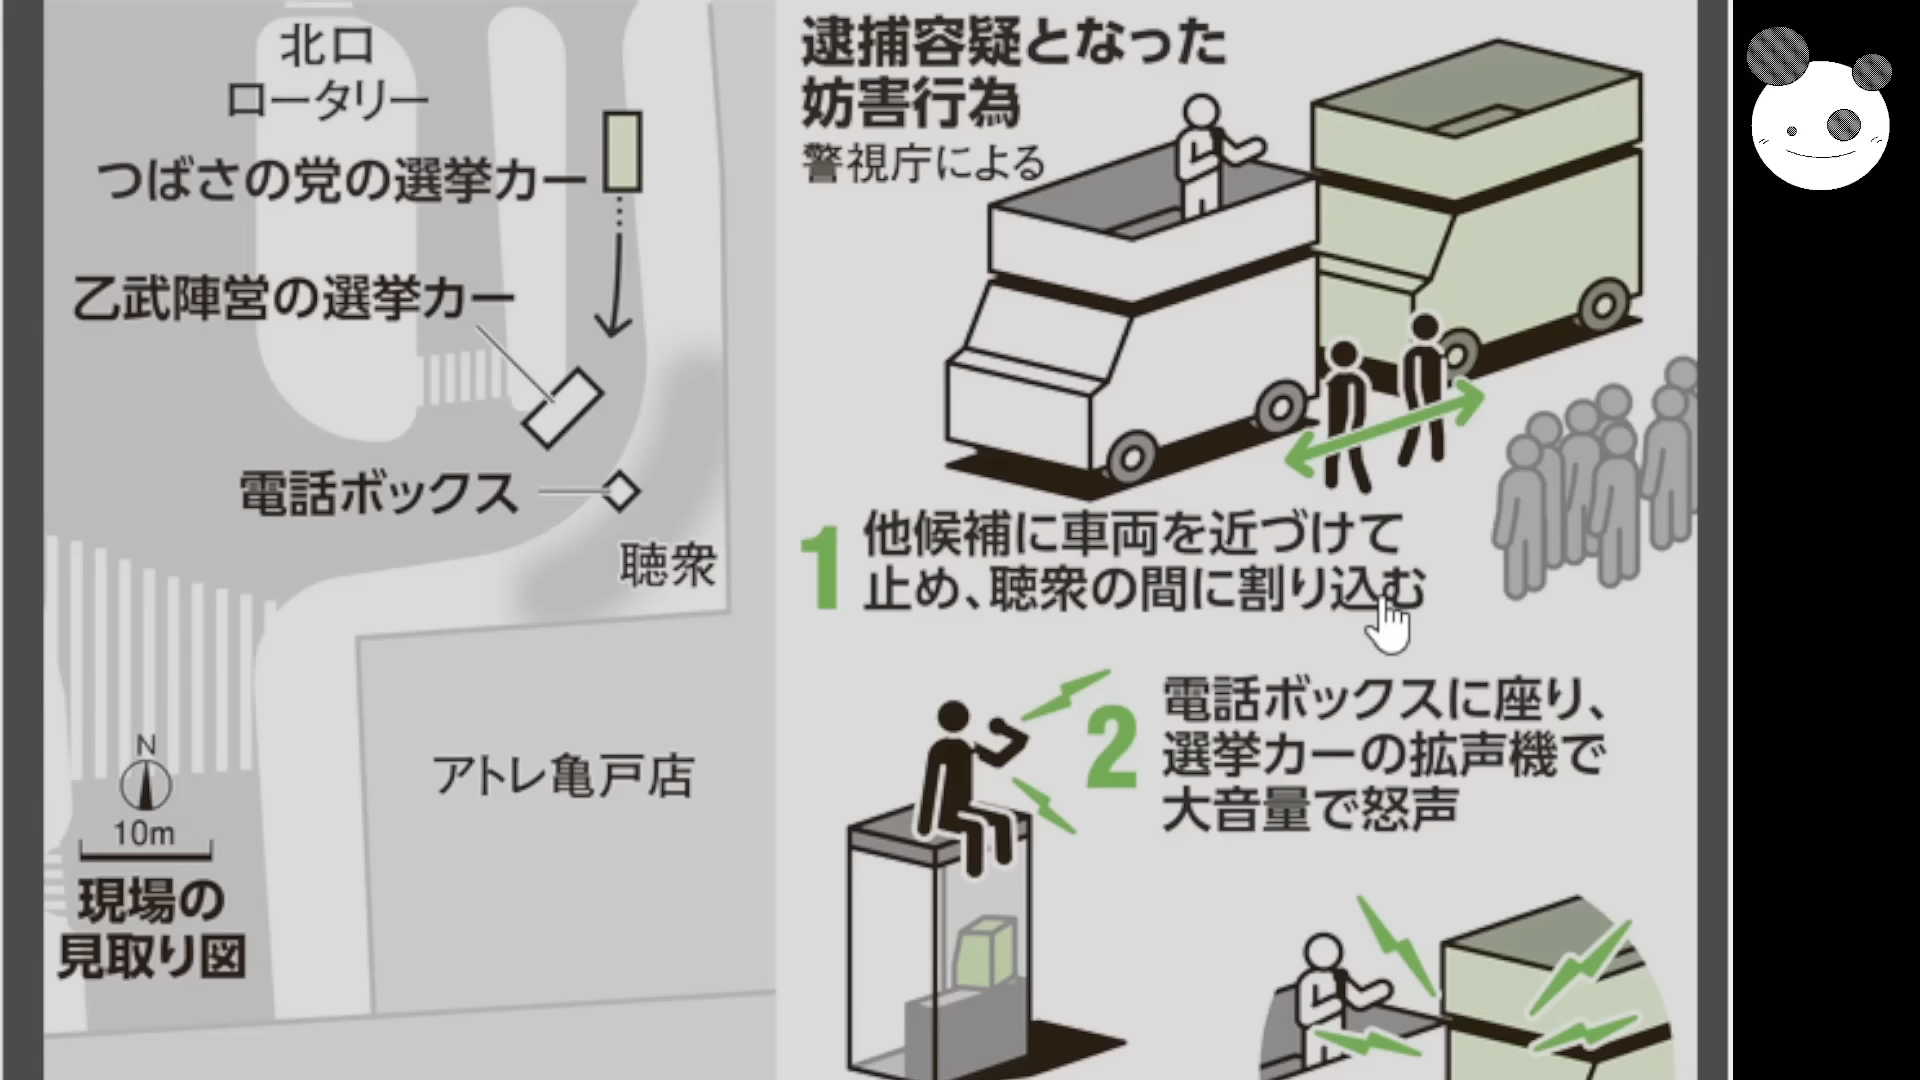 北口
ロータリー
つばさの党の選挙カー
乙武陣営の選挙カー
電話ボックス
聴衆
アトレ亀戸店
N
10m
現場の
見取り図
逮捕容疑となった
妨害行為
警視庁による
1
他候補に車両を近づけて
止め、聴衆の間に割り込む
2
電話ボックスに座り、
選挙カーの拡声機で
大音量で怒声